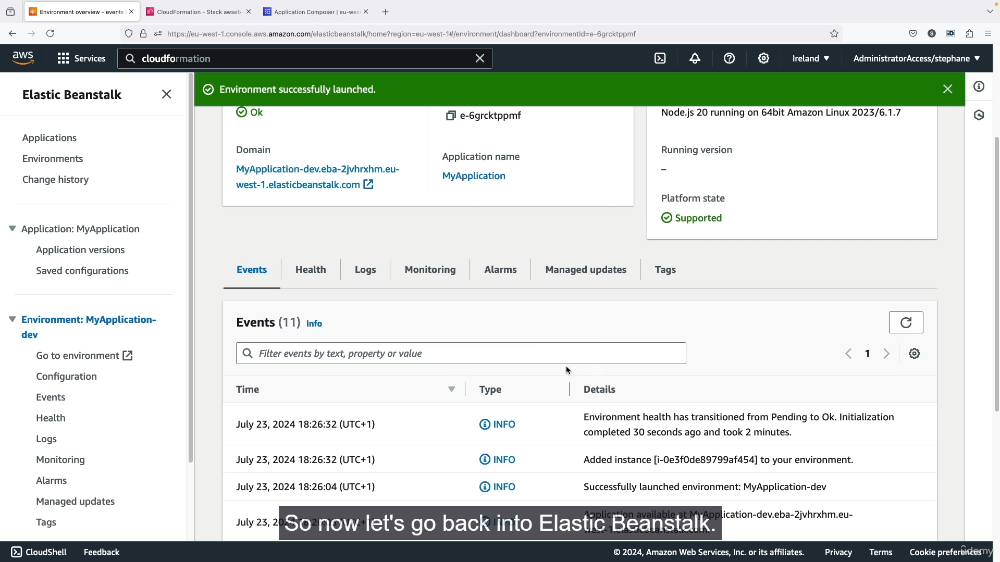 Environment overview - events
CloudFormation - Stack awseb-
Application Composer | eu-west
https://eu-west-1.console.aws.amazon.com/elasticbeanstalk/home?region=eu-west-1#/environment/dashboard?environmentId=e-6grcktppmf
aws
Services
cloudformation
Ireland
AdministratorAccess/stephane
Elastic Beanstalk
Applications
Environments
Change history
Application: MyApplication
Application versions
Saved configurations
Environment: MyApplication-
dev
Go to environment
Configuration
Events
Health
Logs
Monitoring
Alarms
Managed updates
Tags
Environment successfully launched.
Ok
Domain
MyApplication-dev.eba-2jvhrxhm.eu-
west-1.elasticbeanstalk.com
e-6grcktppmf
Application name
MyApplication
Node.js 20 running on 64bit Amazon Linux 2023/6.1.7
Running version
–
Platform state
Supported
Events
Health
Logs
Monitoring
Alarms
Managed updates
Tags
Events (11) Info
Filter events by text, property or value
1
Time
Type
Details
July 23, 2024 18:26:32 (UTC+1)
INFO
Environment health has transitioned from Pending to Ok. Initialization
completed 30 seconds ago and took 2 minutes.
July 23, 2024 18:26:32 (UTC+1)
INFO
Added instance [i-0e3f0de89799af454] to your environment.
July 23, 2024 18:26:04 (UTC+1)
INFO
Successfully launched environment: MyApplication-dev
July 23, 2024 18:26:03 (UTC+1)
INFO
Application available at MyApplication-dev.eba-2jvhrxhm.eu-
west-1.elasticbeanstalk.com.
So now let's go back into Elastic Beanstalk.
CloudShell
Feedback
© 2024, Amazon Web Services, Inc. or its affiliates.
Privacy
Terms
Cookie preferences
udemy